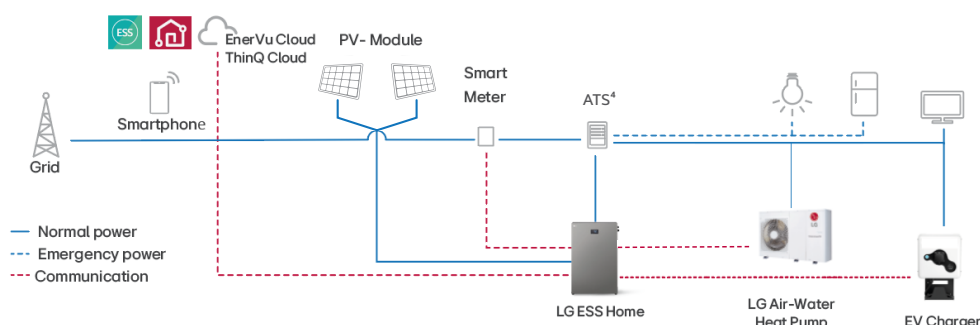 ESS
EnerVu Cloud
ThinQ Cloud
PV- Module
Smart
Meter
ATS⁴
Smartphone
Grid
Normal power
Emergency power
Communication
LG ESS Home
LG Air-Water
Heat Pump
EV Charger